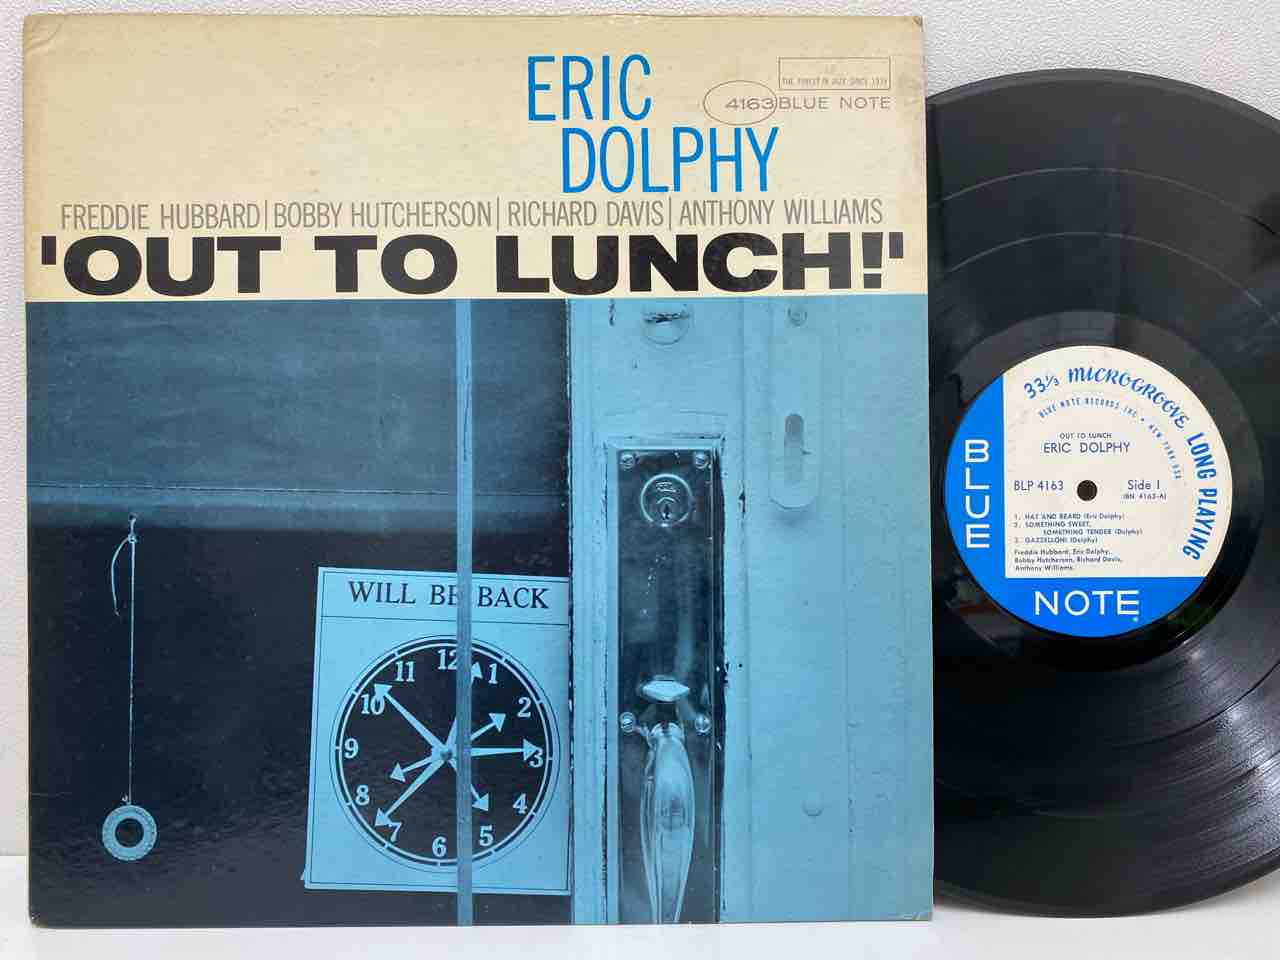 ERIC
DOLPHY
THE FINEST IN JAZZ SINCE 1939
4163 BLUE NOTE
FREDDIE HUBBARD | BOBBY HUTCHERSON | RICHARD DAVIS | ANTHONY WILLIAMS
'OUT TO LUNCH!'
WILL BE BACK
12
1
2
3
4
5
6
7
8
9
10
11
33⅓ MICROGROOVE LONG PLAYING
BLUE NOTE RECORDS INC • NEW YORK USA
OUT TO LUNCH
ERIC DOLPHY
BLP 4163 Side 1
(BN 4163-A)
1. HAT AND BEARD (Eric Dolphy)
2. SOMETHING SWEET,
SOMETHING TENDER (Dolphy)
3. GAZZELLONI (Dolphy)
Freddie Hubbard, Eric Dolphy,
Bobby Hutcherson, Richard Davis,
Anthony Williams.
BLUE
NOTE